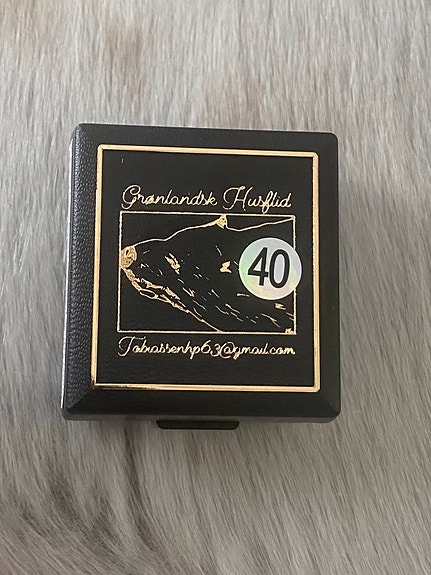 Grønlandsk Husflid
40
Tobiassenhp63@gmail.com